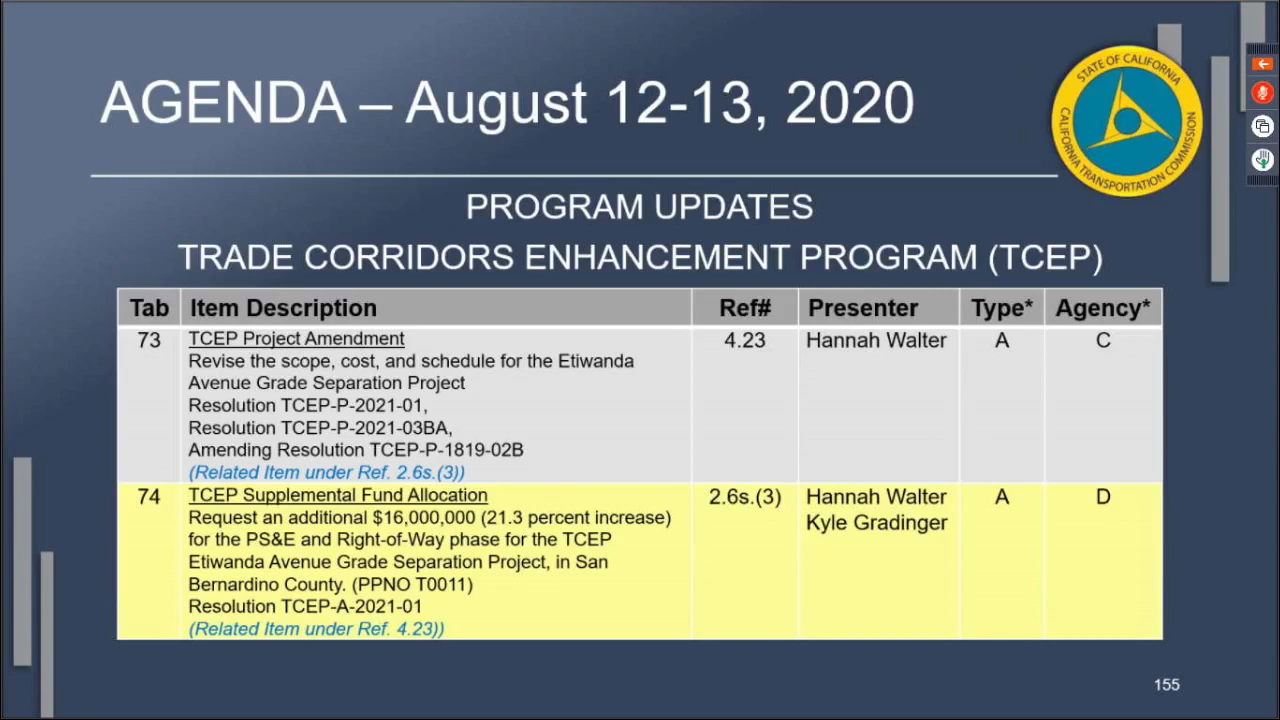 AGENDA – August 12-13, 2020
STATE OF CALIFORNIA
CALIFORNIA TRANSPORTATION COMMISSION
PROGRAM UPDATES
TRADE CORRIDORS ENHANCEMENT PROGRAM (TCEP)
Tab Item Description Ref# Presenter Type* Agency*
73 TCEP Project Amendment 4.23 Hannah Walter A C
Revise the scope, cost, and schedule for the Etiwanda
Avenue Grade Separation Project
Resolution TCEP-P-2021-01,
Resolution TCEP-P-2021-03BA,
Amending Resolution TCEP-P-1819-02B
(Related Item under Ref. 2.6s.(3))
74 TCEP Supplemental Fund Allocation 2.6s.(3) Hannah Walter A D
Request an additional $16,000,000 (21.3 percent increase) Kyle Gradinger
for the PS&E and Right-of-Way phase for the TCEP
Etiwanda Avenue Grade Separation Project, in San
Bernardino County. (PPNO T0011)
Resolution TCEP-A-2021-01
(Related Item under Ref. 4.23))
155